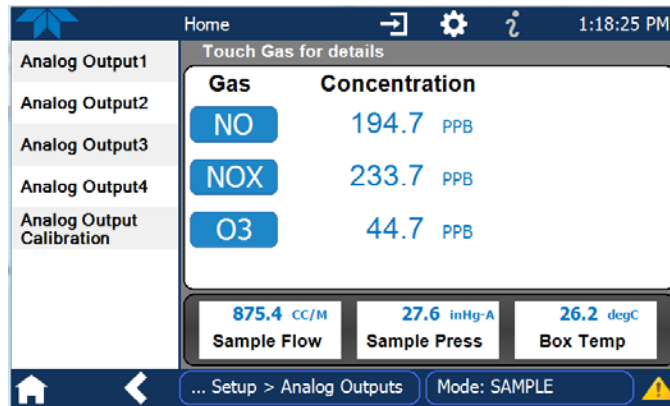 Home
1:18:25 PM
Analog Output1
Analog Output2
Analog Output3
Analog Output4
Analog Output
Calibration
Touch Gas for details
Gas Concentration
NO 194.7 PPB
NOX 233.7 PPB
O3 44.7 PPB
875.4 CC/M
Sample Flow
27.6 inHg-A
Sample Press
26.2 degC
Box Temp
... Setup > Analog Outputs
Mode: SAMPLE